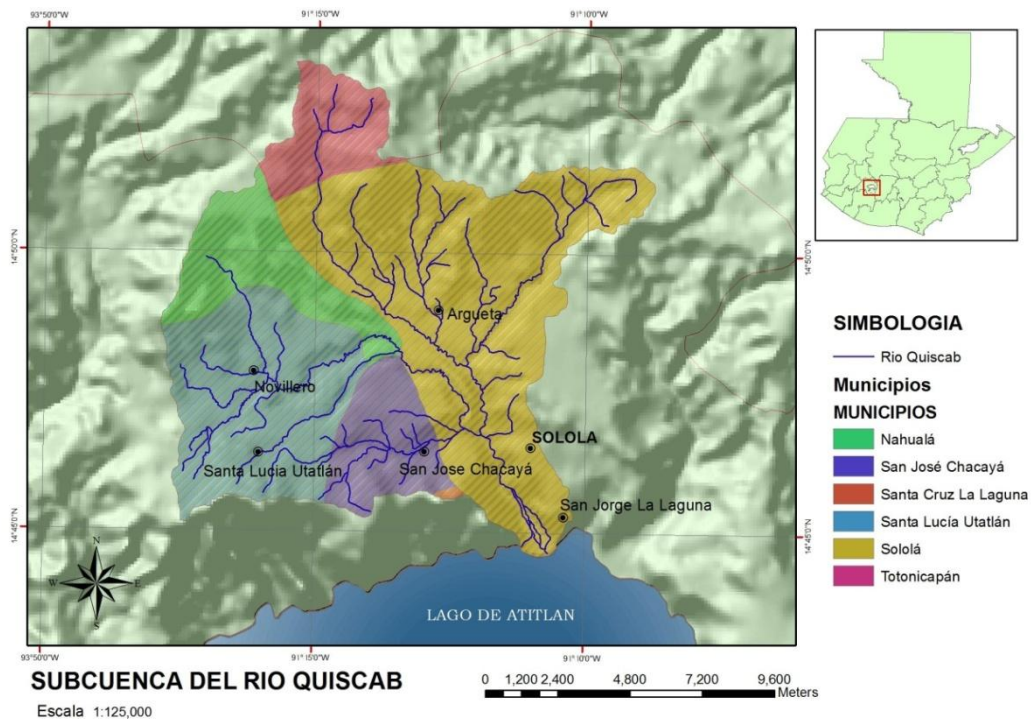 93°50'0"W 91°15'0"W 91°10'0"W
14°50'0"N 14°50'0"N
Argueta
Novillero
Santa Lucia Utatlán San Jose Chacayá SOLOLA
San Jorge La Laguna
14°45'0"N 14°45'0"N
N
W E
S
LAGO DE ATITLAN
93°50'0"W 91°15'0"W 91°10'0"W
SIMBOLOGIA
Rio Quiscab
Municipios
MUNICIPIOS
Nahualá
San José Chacayá
Santa Cruz La Laguna
Santa Lucía Utatlán
Sololá
Totonicapán
SUBCUENCA DEL RIO QUISCAB
Escala 1:125,000
0 1,200 2,400 4,800 7,200 9,600
Meters